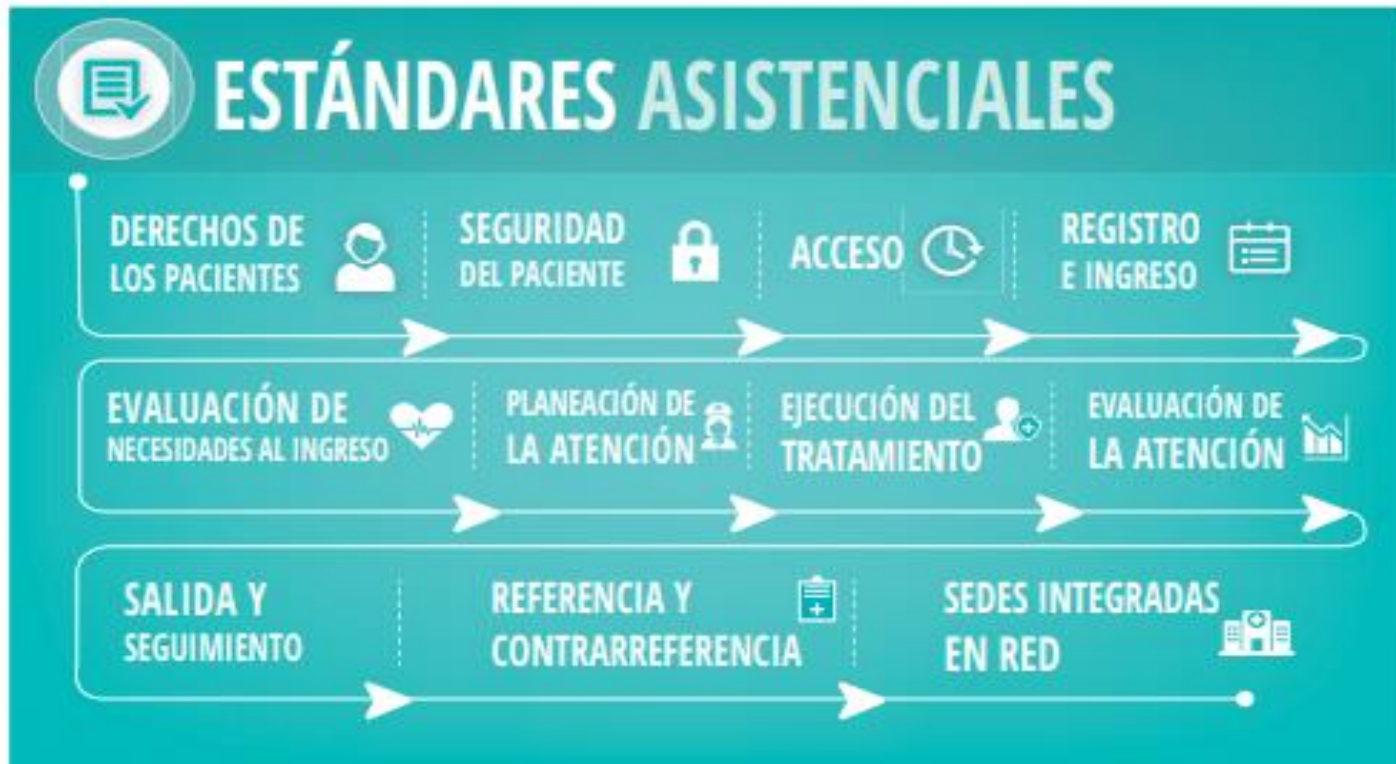 ESTÁNDARES ASISTENCIALES
DERECHOS DE
LOS PACIENTES
SEGURIDAD
DEL PACIENTE
ACCESO
REGISTRO
E INGRESO
EVALUACIÓN DE
NECESIDADES AL INGRESO
PLANEACIÓN DE
LA ATENCIÓN
EJECUCIÓN DEL
TRATAMIENTO
EVALUACIÓN DE
LA ATENCIÓN
SALIDA Y
SEGUIMIENTO
REFERENCIA Y
CONTRARREFERENCIA
SEDES INTEGRADAS
EN RED